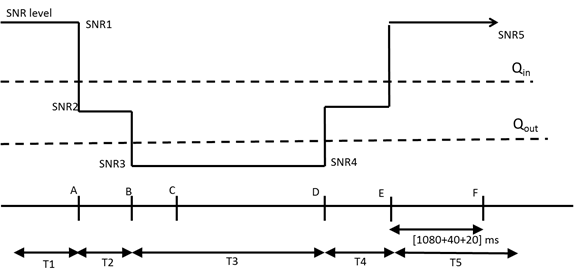 SNR level
SNR1
SNR5
Qin
SNR2
Qout
SNR3
SNR4
A B C D E F
[1080+40+20] ms
T1 T2 T3 T4 T5